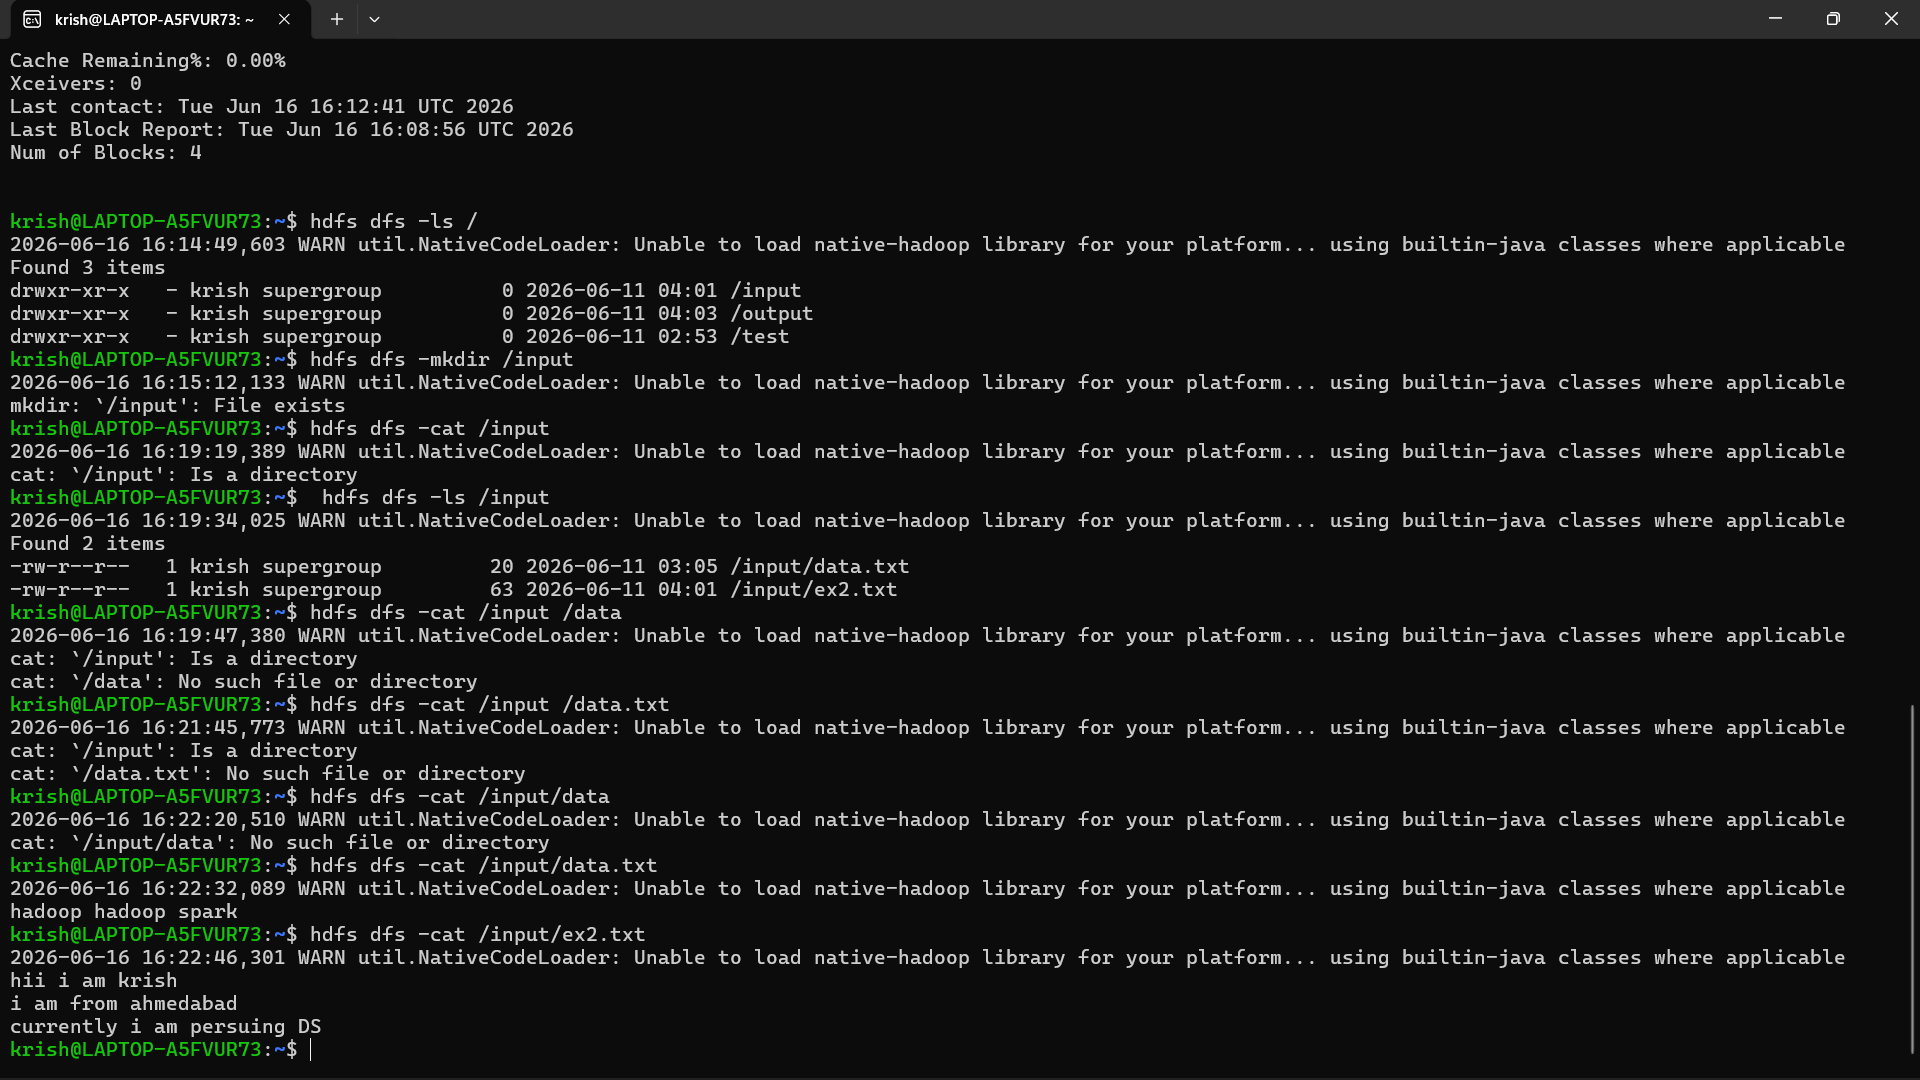 krish@LAPTOP-A5FVUR73: ~
Cache Remaining%: 0.00%
Xceivers: 0
Last contact: Tue Jun 16 16:12:41 UTC 2026
Last Block Report: Tue Jun 16 16:08:56 UTC 2026
Num of Blocks: 4
krish@LAPTOP-A5FVUR73:~$ hdfs dfs -ls /
2026-06-16 16:14:49,603 WARN util.NativeCodeLoader: Unable to load native-hadoop library for your platform... using builtin-java classes where applicable
Found 3 items
drwxr-xr-x   - krish supergroup          0 2026-06-11 04:01 /input
drwxr-xr-x   - krish supergroup          0 2026-06-11 04:03 /output
drwxr-xr-x   - krish supergroup          0 2026-06-11 02:53 /test
krish@LAPTOP-A5FVUR73:~$ hdfs dfs -mkdir /input
2026-06-16 16:15:12,133 WARN util.NativeCodeLoader: Unable to load native-hadoop library for your platform... using builtin-java classes where applicable
mkdir: `/input': File exists
krish@LAPTOP-A5FVUR73:~$ hdfs dfs -cat /input
2026-06-16 16:19:19,389 WARN util.NativeCodeLoader: Unable to load native-hadoop library for your platform... using builtin-java classes where applicable
cat: `/input': Is a directory
krish@LAPTOP-A5FVUR73:~$  hdfs dfs -ls /input
2026-06-16 16:19:34,025 WARN util.NativeCodeLoader: Unable to load native-hadoop library for your platform... using builtin-java classes where applicable
Found 2 items
-rw-r--r--   1 krish supergroup         20 2026-06-11 03:05 /input/data.txt
-rw-r--r--   1 krish supergroup         63 2026-06-11 04:01 /input/ex2.txt
krish@LAPTOP-A5FVUR73:~$ hdfs dfs -cat /input /data
2026-06-16 16:19:47,380 WARN util.NativeCodeLoader: Unable to load native-hadoop library for your platform... using builtin-java classes where applicable
cat: `/input': Is a directory
cat: `/data': No such file or directory
krish@LAPTOP-A5FVUR73:~$ hdfs dfs -cat /input /data.txt
2026-06-16 16:21:45,773 WARN util.NativeCodeLoader: Unable to load native-hadoop library for your platform... using builtin-java classes where applicable
cat: `/input': Is a directory
cat: `/data.txt': No such file or directory
krish@LAPTOP-A5FVUR73:~$ hdfs dfs -cat /input/data
2026-06-16 16:22:20,510 WARN util.NativeCodeLoader: Unable to load native-hadoop library for your platform... using builtin-java classes where applicable
cat: `/input/data': No such file or directory
krish@LAPTOP-A5FVUR73:~$ hdfs dfs -cat /input/data.txt
2026-06-16 16:22:32,089 WARN util.NativeCodeLoader: Unable to load native-hadoop library for your platform... using builtin-java classes where applicable
hadoop hadoop spark
krish@LAPTOP-A5FVUR73:~$ hdfs dfs -cat /input/ex2.txt
2026-06-16 16:22:46,301 WARN util.NativeCodeLoader: Unable to load native-hadoop library for your platform... using builtin-java classes where applicable
hii i am krish
i am from ahmedabad
currently i am persuing DS
krish@LAPTOP-A5FVUR73:~$